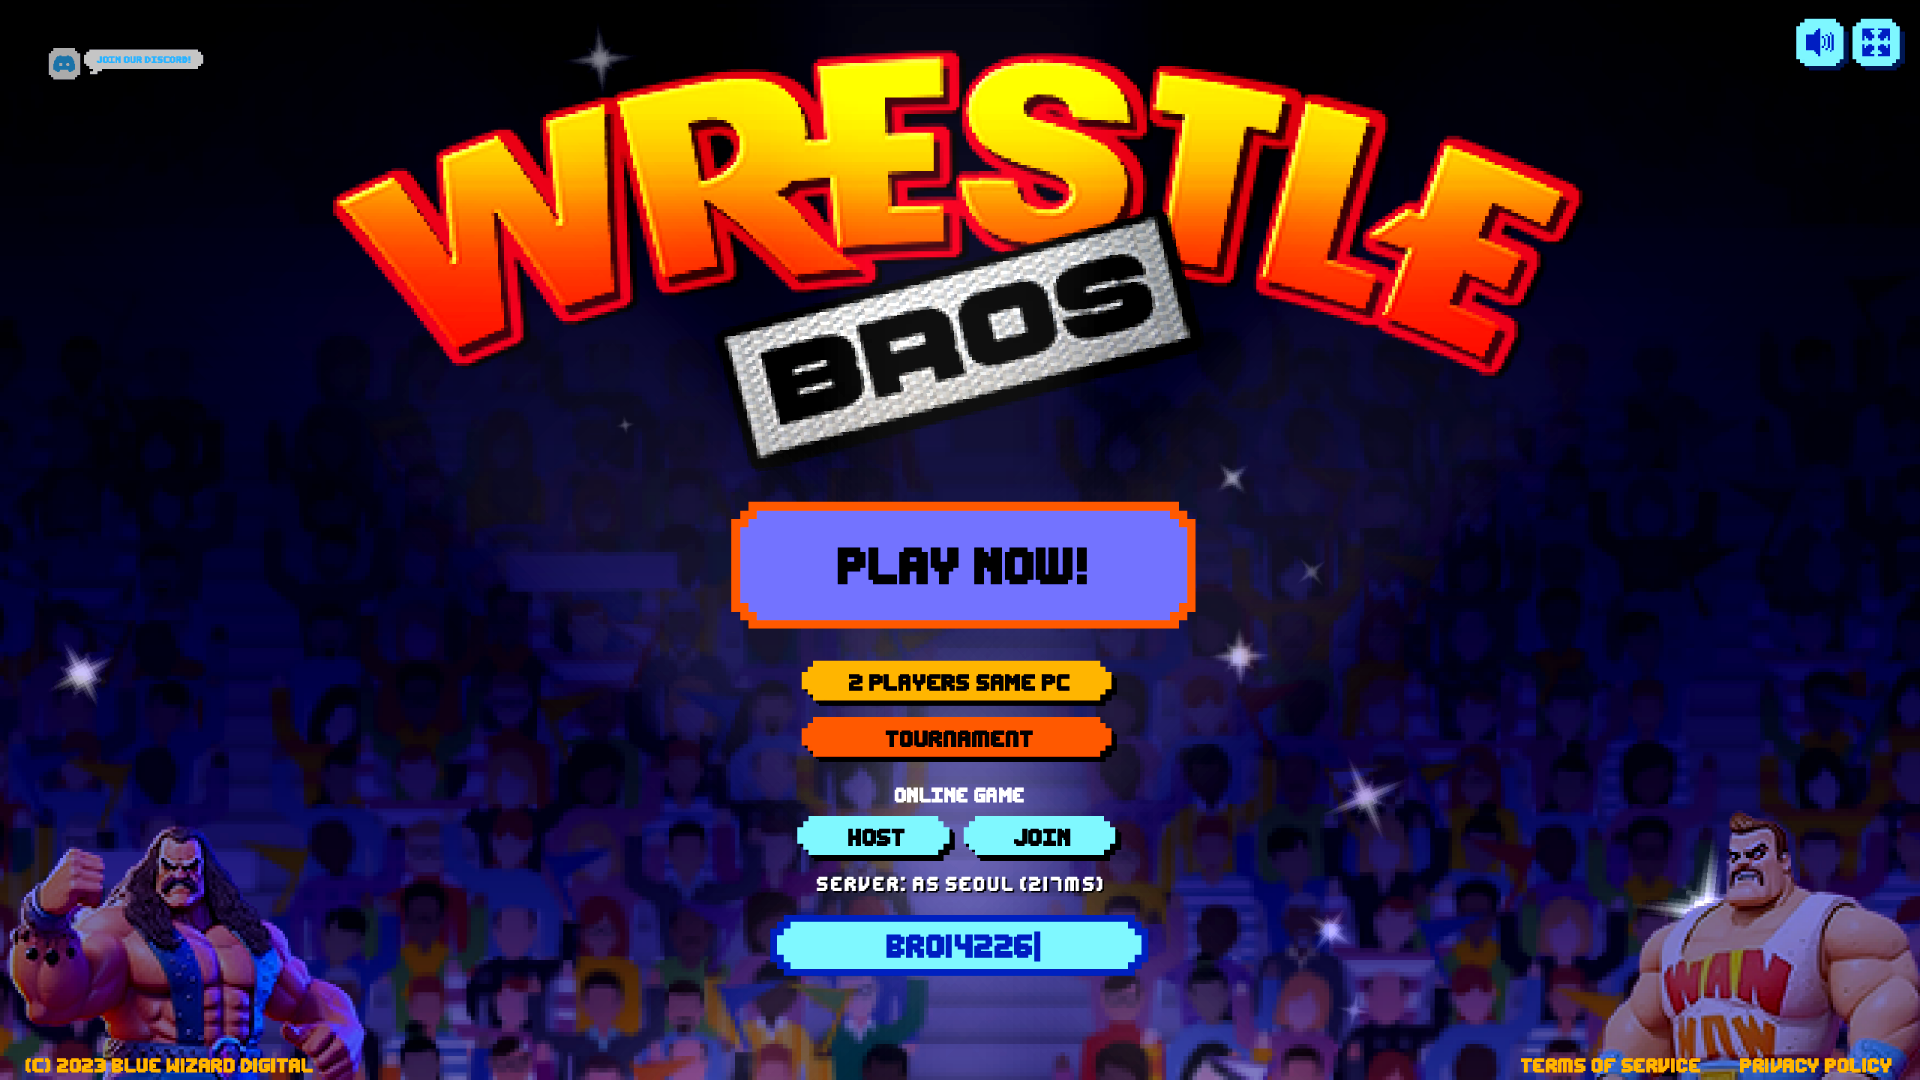 JOIN OUR DISCORD!
WRESTLE
BROS
PLAY NOW!
2 PLAYERS SAME PC
TOURNAMENT
ONLINE GAME
HOST JOIN
SERVER: AS SEOUL (217MS)
BRO14226
WAN
(C) 2023 BLUE WIZARD DIGITAL
TERMS OF SERVICE PRIVACY POLICY